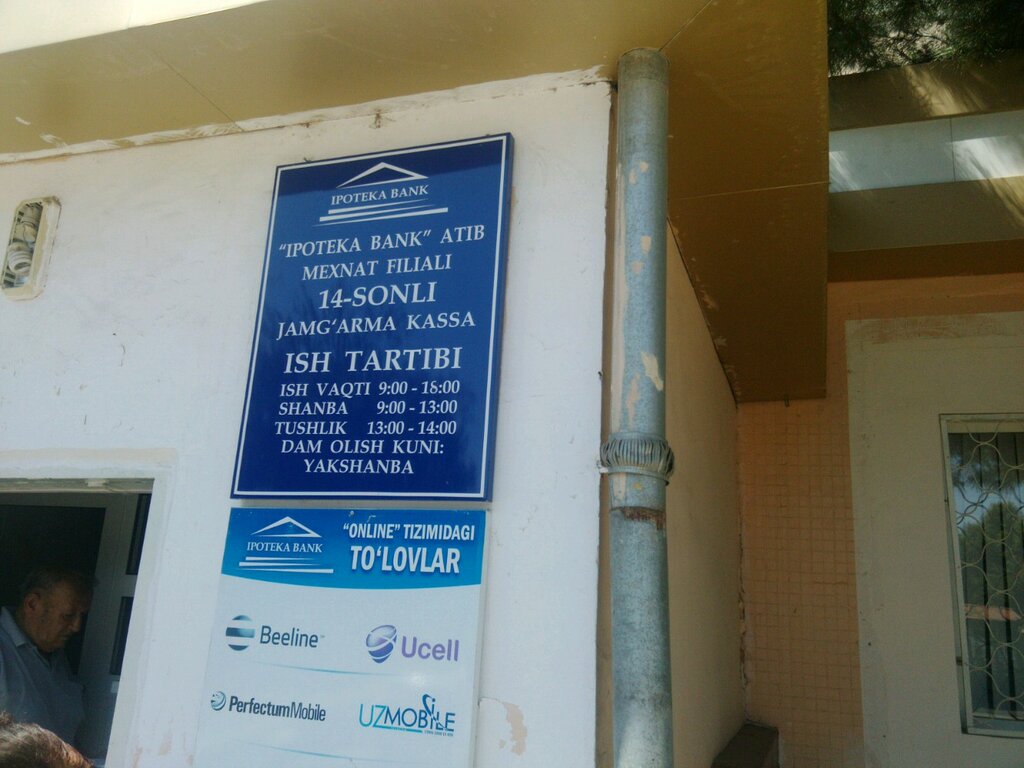 IPOTEKA BANK
“IPOTEKA BANK” ATIB
MEXNAT FILIALI
14-SONLI
JAMG‘ARMA KASSA
ISH TARTIBI
ISH VAQTI 9:00 - 18:00
SHANBA 9:00 - 13:00
TUSHLIK 13:00 - 14:00
DAM OLISH KUNI:
YAKSHANBA
IPOTEKA BANK
“ONLINE” TIZIMIDAGI
TO‘LOVLAR
Beeline™
Ucell
PerfectumMobile
UZMOBILE